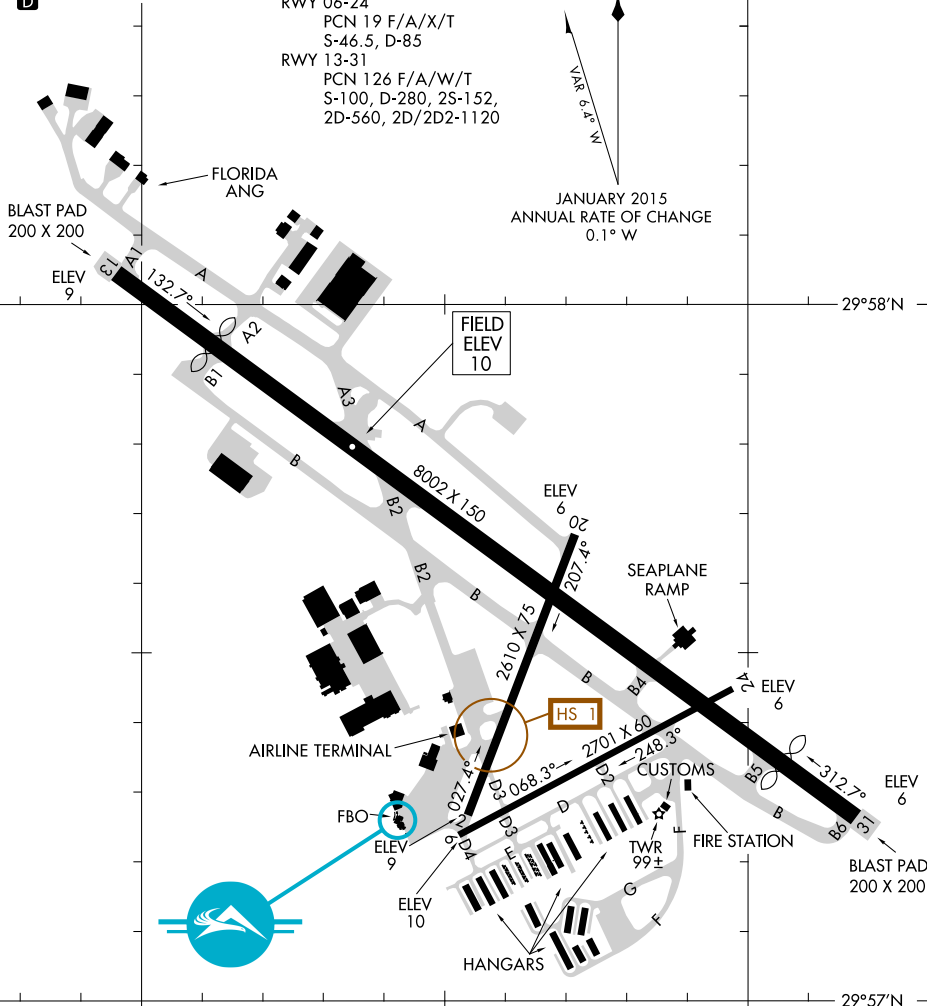 D
RWY 06-24
PCN 19 F/A/X/T
S-46.5, D-85
RWY 13-31
PCN 126 F/A/W/T
S-100, D-280, 2S-152,
2D-560, 2D/2D2-1120
VAR 6.4° W
JANUARY 2015
ANNUAL RATE OF CHANGE
0.1° W
FLORIDA
ANG
BLAST PAD
200 X 200
ELEV
9
13
A1
132.7°
A
A2
B1
29°58'N
FIELD
ELEV
10
A3
A
B
8002 X 150
B2
ELEV
6
20
207.4°
B2
B
SEAPLANE
RAMP
2610 X 75
B
B4
24
ELEV
6
HS 1
AIRLINE TERMINAL
027.4°
068.3°
2701 X 60
248.3°
D2
CUSTOMS
B5
312.7°
ELEV
6
D3
D
FBO
2
ELEV
9
6
D4
D3
E
TWR
99±
F
FIRE STATION
B
B6
31
BLAST PAD
200 X 200
ELEV
10
G
F
HANGARS
29°57'N